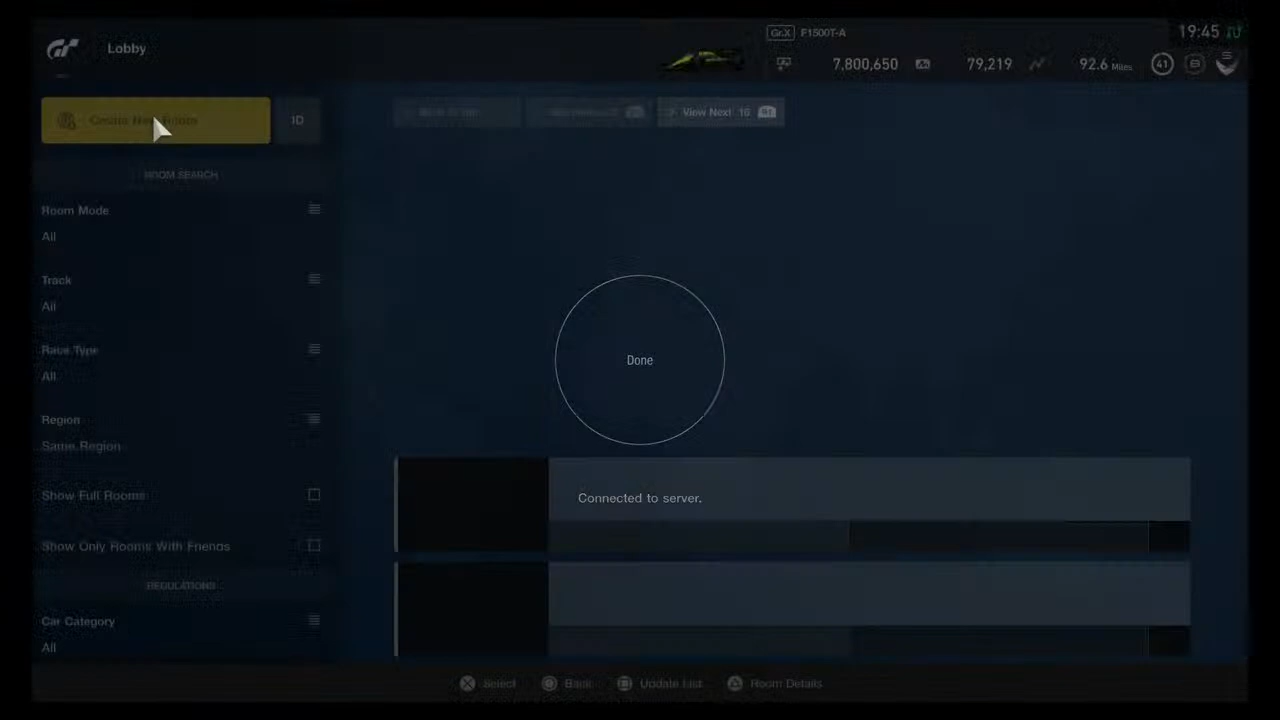 Lobby
Gr.X F1500T-A
19:45
7,800,650 79,219 92.6 Miles 41
Create New Room ID
View Next 16 R1
ROOM SEARCH
Room Mode
All
Track
All
Race Type
All
Region
Same Region
Show Full Rooms
Show Only Rooms With Friends
REGULATIONS
Car Category
All
Done
Connected to server.
Select Back Update List Room Details